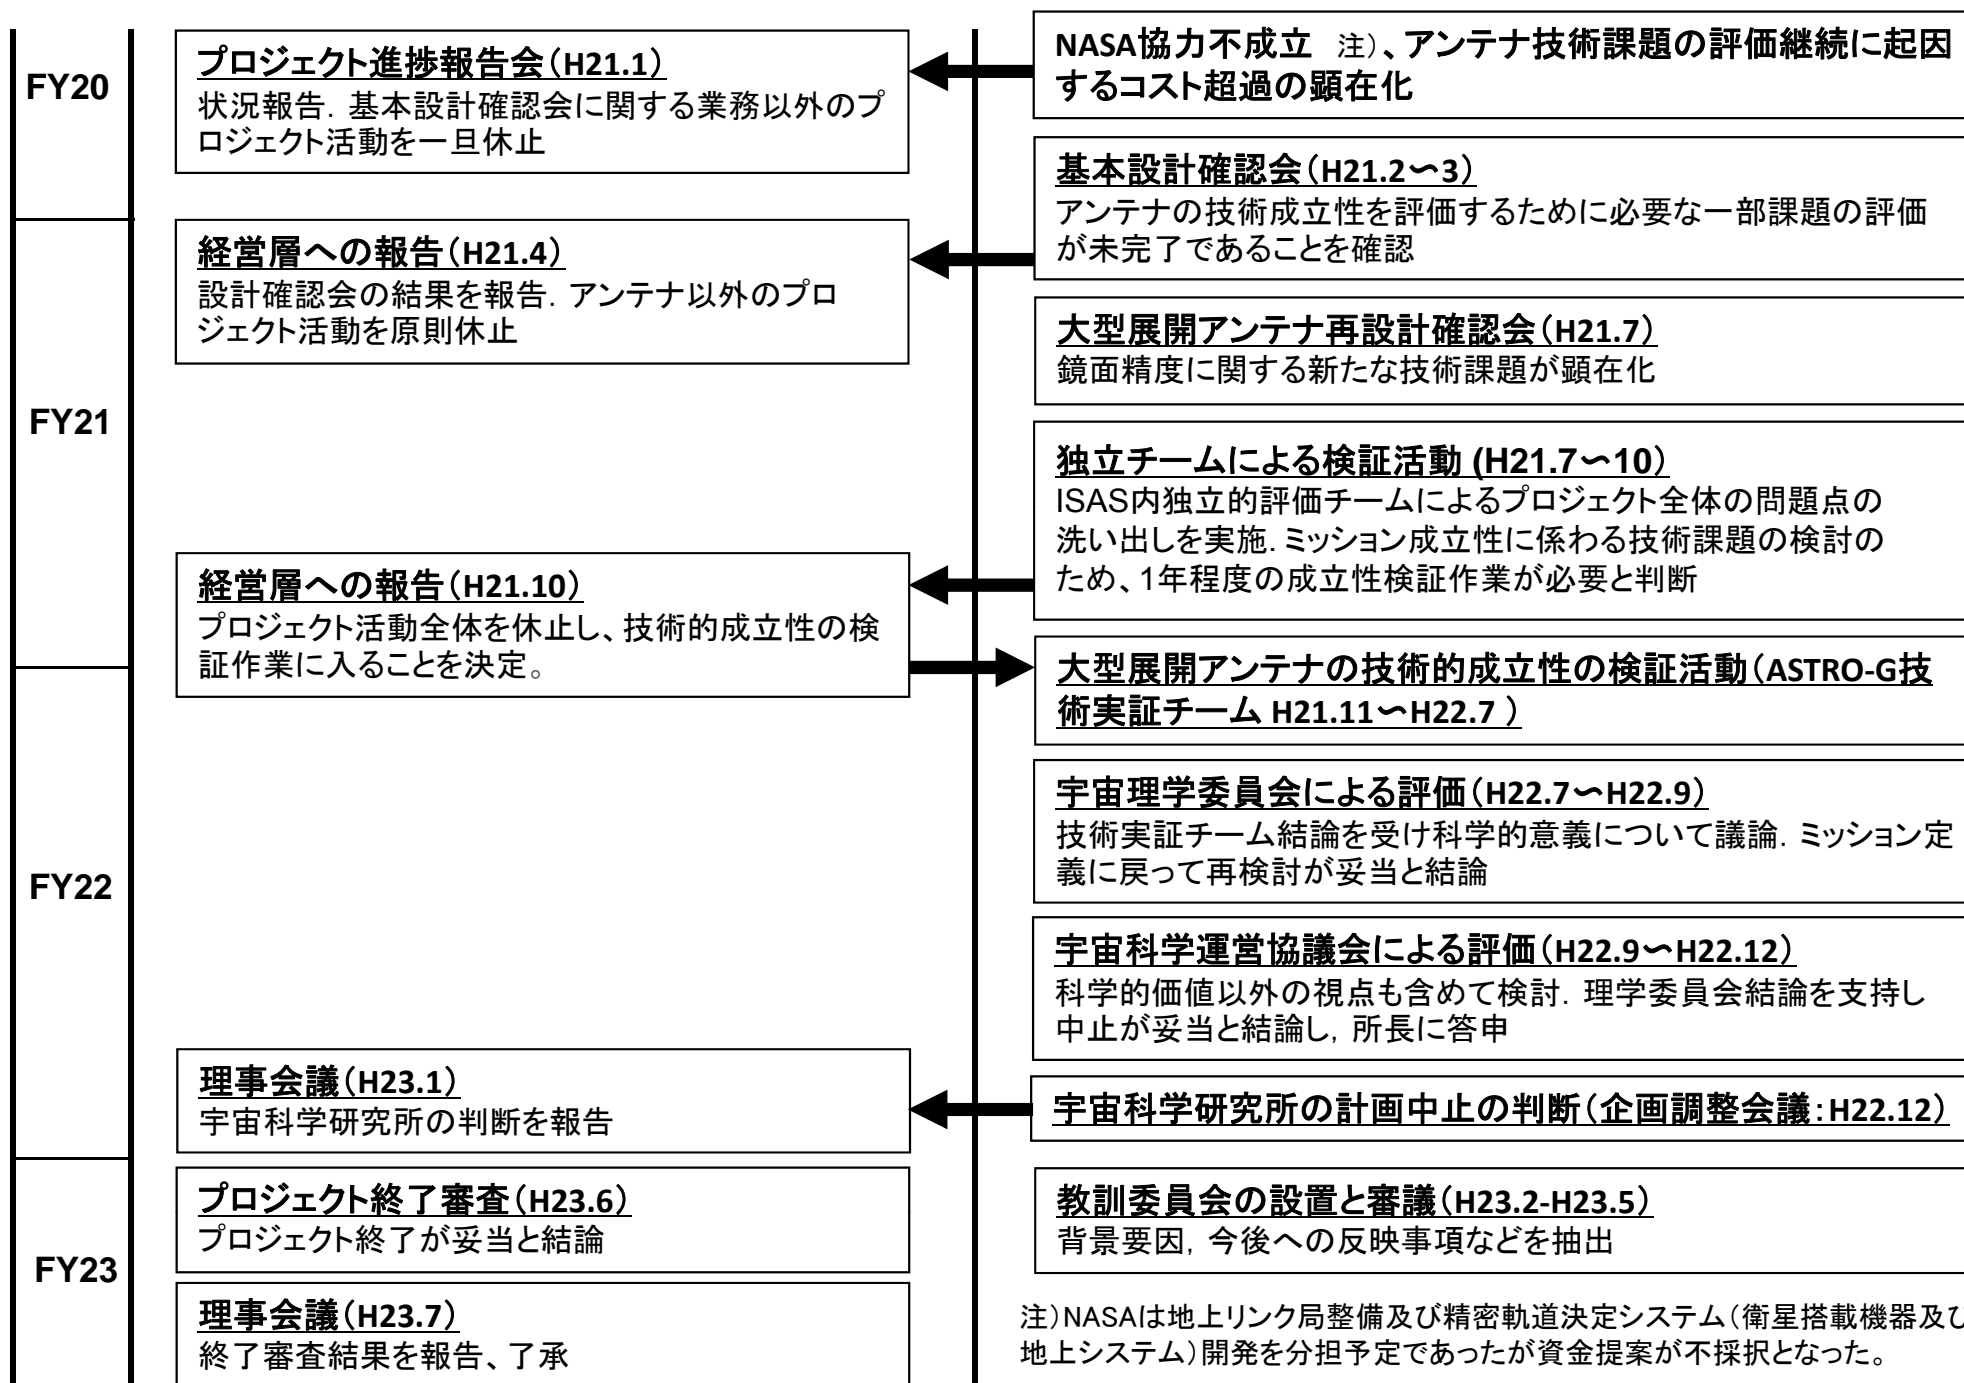 FY20
プロジェクト進捗報告会（H21.1）
状況報告．基本設計確認会に関する業務以外のプ
ロジェクト活動を一旦休止
NASA協力不成立　注）、アンテナ技術課題の評価継続に起因
するコスト超過の顕在化
基本設計確認会（H21.2～3）
アンテナの技術成立性を評価するために必要な一部課題の評価
が未完了であることを確認
FY21
経営層への報告（H21.4）
設計確認会の結果を報告．アンテナ以外のプロ
ジェクト活動を原則休止
大型展開アンテナ再設計確認会（H21.7）
鏡面精度に関する新たな技術課題が顕在化
独立チームによる検証活動 (H21.7～10）
ISAS内独立的評価チームによるプロジェクト全体の問題点の
洗い出しを実施．ミッション成立性に係わる技術課題の検討の
ため、1年程度の成立性検証作業が必要と判断
経営層への報告（H21.10）
プロジェクト活動全体を休止し、技術的成立性の検
証作業に入ることを決定。
大型展開アンテナの技術的成立性の検証活動（ASTRO-G技
術実証チーム H21.11～H22.7 ）
FY22
宇宙理学委員会による評価（H22.7～H22.9）
技術実証チーム結論を受け科学的意義について議論．ミッション定
義に戻って再検討が妥当と結論
宇宙科学運営協議会による評価（H22.9～H22.12）
科学的価値以外の視点も含めて検討．理学委員会結論を支持し
中止が妥当と結論し，所長に答申
理事会議（H23.1）
宇宙科学研究所の判断を報告
宇宙科学研究所の計画中止の判断（企画調整会議：H22.12）
FY23
プロジェクト終了審査（H23.6）
プロジェクト終了が妥当と結論
教訓委員会の設置と審議（H23.2-H23.5）
背景要因，今後への反映事項などを抽出
理事会議（H23.7）
終了審査結果を報告、了承
注）NASAは地上リンク局整備及び精密軌道決定システム（衛星搭載機器及び
地上システム）開発を分担予定であったが資金提案が不採択となった。